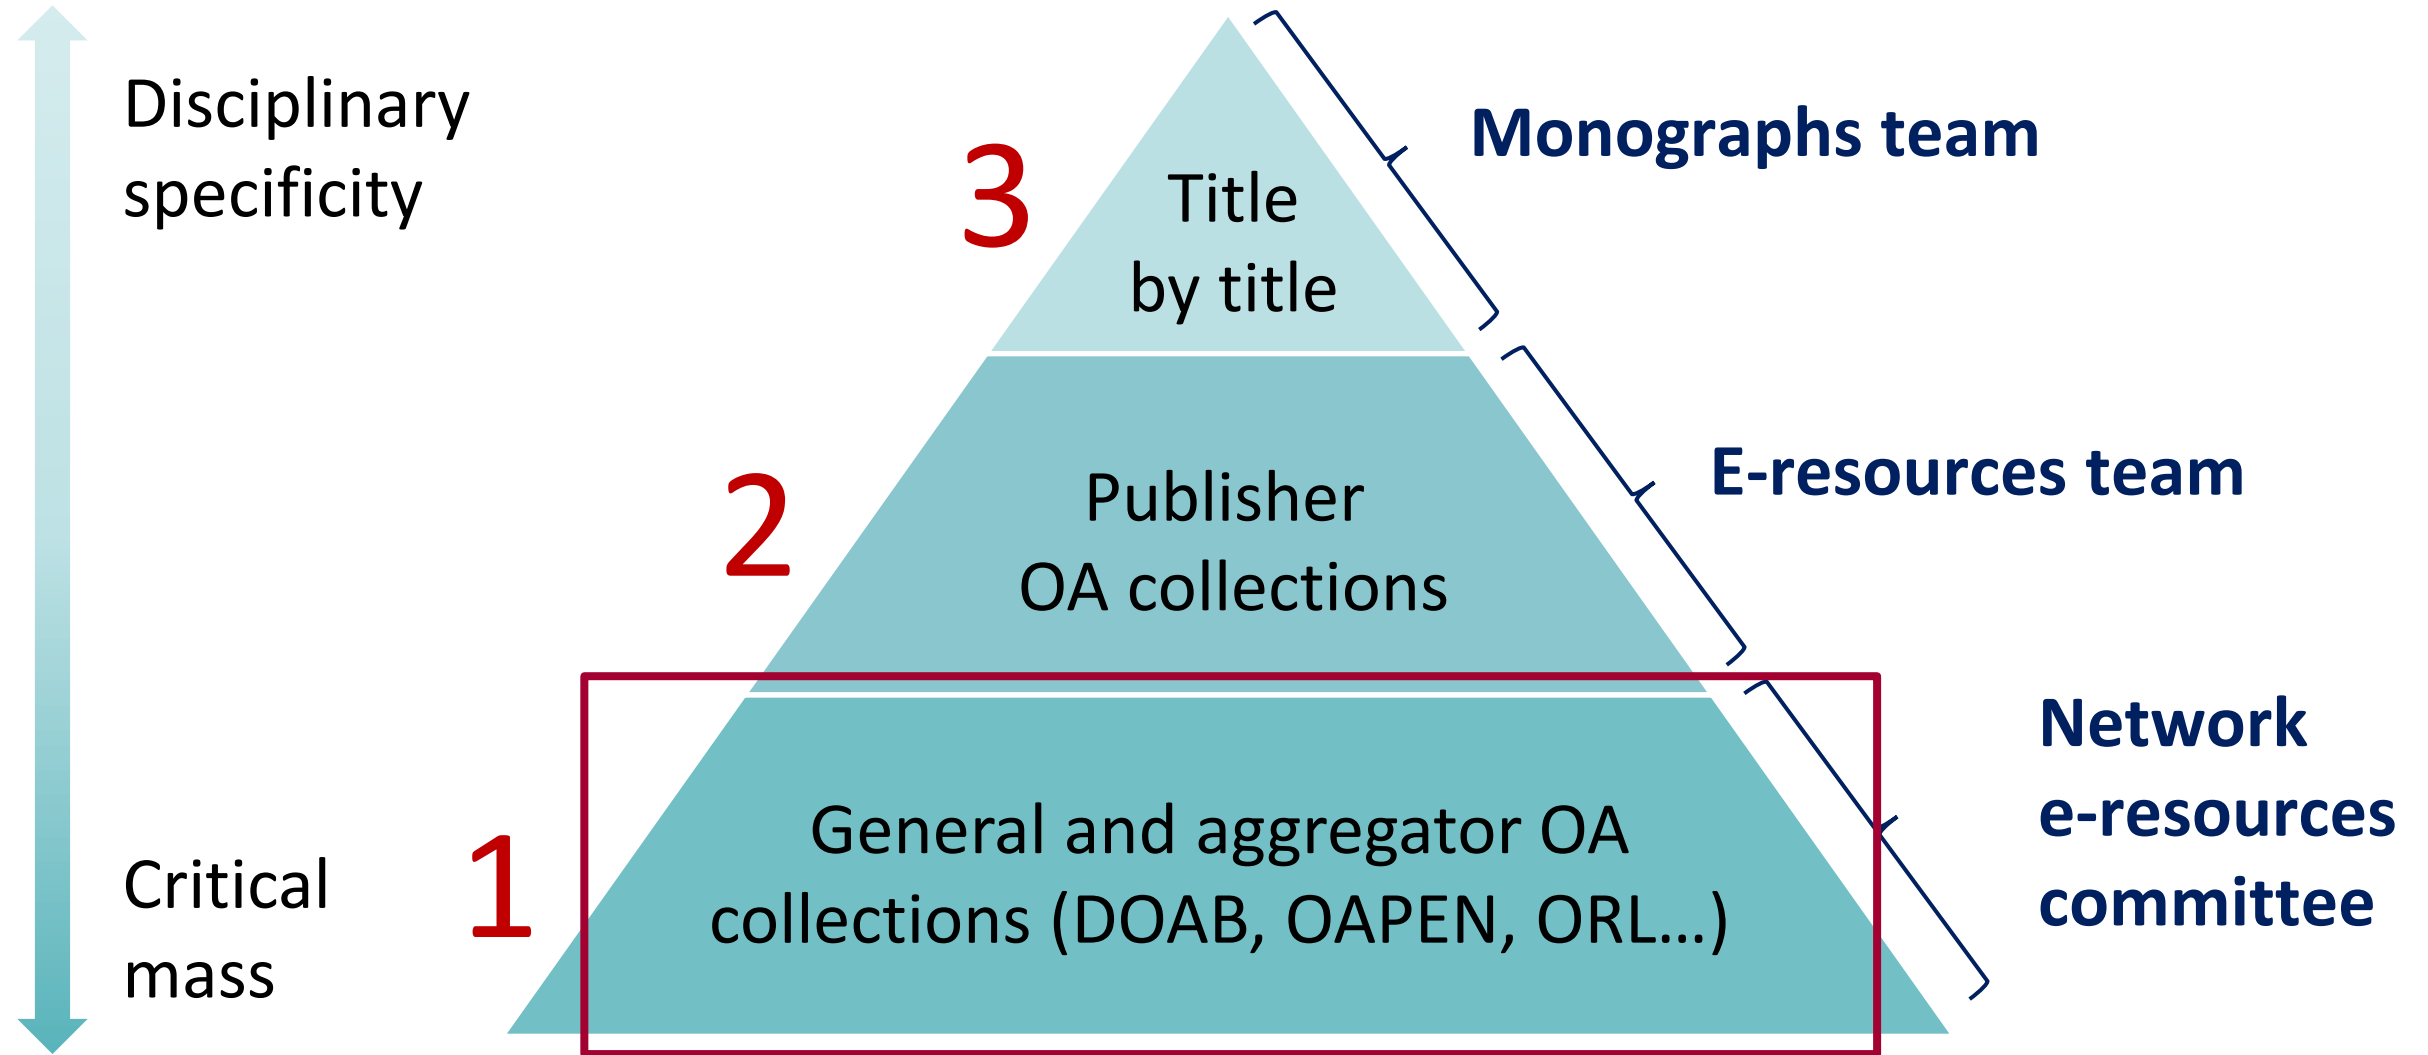 Disciplinary
specificity
3
Title
by title
Monographs team
2
Publisher
OA collections
E-resources team
Critical
mass
1
General and aggregator OA
collections (DOAB, OAPEN, ORL...)
Network
e-resources
committee